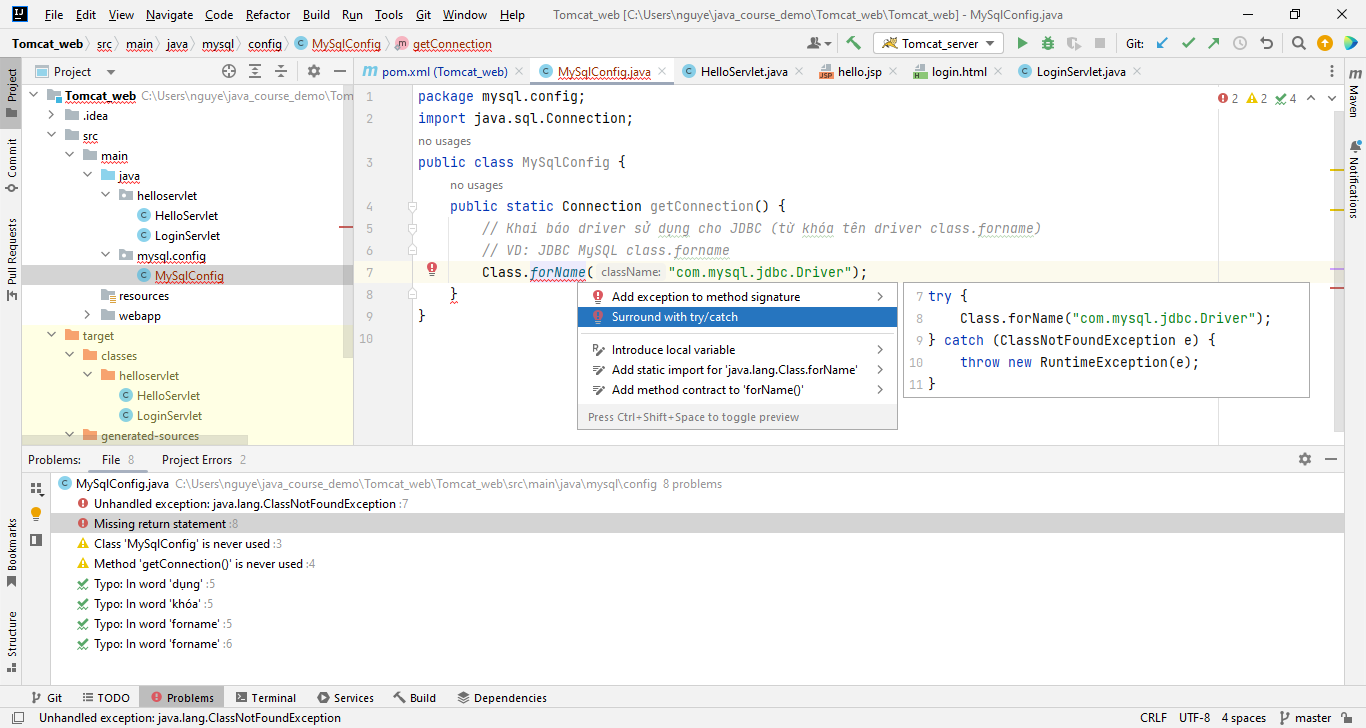 File Edit View Navigate Code Refactor Build Run Tools Git Window Help Tomcat_web [C:\Users\nguye\java_course_demo\Tomcat_web\Tomcat_web] - MySqlConfig.java
Tomcat_web src main java mysql config MySqlConfig getConnection Tomcat_server Git:
Project
pom.xml (Tomcat_web) MySqlConfig.java HelloServlet.java hello.jsp login.html LoginServlet.java
Project
Commit
Pull Requests
Bookmarks
Structure
Maven
Notifications
Tomcat_web C:\Users\nguye\java_course_demo\Tom
.idea
src
main
java
helloservlet
HelloServlet
LoginServlet
mysql.config
MySqlConfig
resources
webapp
target
classes
helloservlet
HelloServlet
LoginServlet
generated-sources
2 2 4
1 package mysql.config;
2 import java.sql.Connection;
no usages
3 public class MySqlConfig {
no usages
4 public static Connection getConnection() {
5 // Khai báo driver sử dụng cho JDBC (từ khóa tên driver class.forname)
6 // VD: JDBC MySQL class.forname
7 Class.forName( className: "com.mysql.jdbc.Driver");
8 }
9 }
10
Add exception to method signature
Surround with try/catch
Introduce local variable
Add static import for 'java.lang.Class.forName'
Add method contract to 'forName()'
Press Ctrl+Shift+Space to toggle preview
7 try {
8 Class.forName("com.mysql.jdbc.Driver");
9 } catch (ClassNotFoundException e) {
10 throw new RuntimeException(e);
11 }
Problems: File 8 Project Errors 2
MySqlConfig.java C:\Users\nguye\java_course_demo\Tomcat_web\Tomcat_web\src\main\java\mysql\config 8 problems
Unhandled exception: java.lang.ClassNotFoundException :7
Missing return statement :8
Class 'MySqlConfig' is never used :3
Method 'getConnection()' is never used :4
Typo: In word 'dụng' :5
Typo: In word 'khóa' :5
Typo: In word 'forname' :5
Typo: In word 'forname' :6
Git TODO Problems Terminal Services Build Dependencies
Unhandled exception: java.lang.ClassNotFoundException CRLF UTF-8 4 spaces master